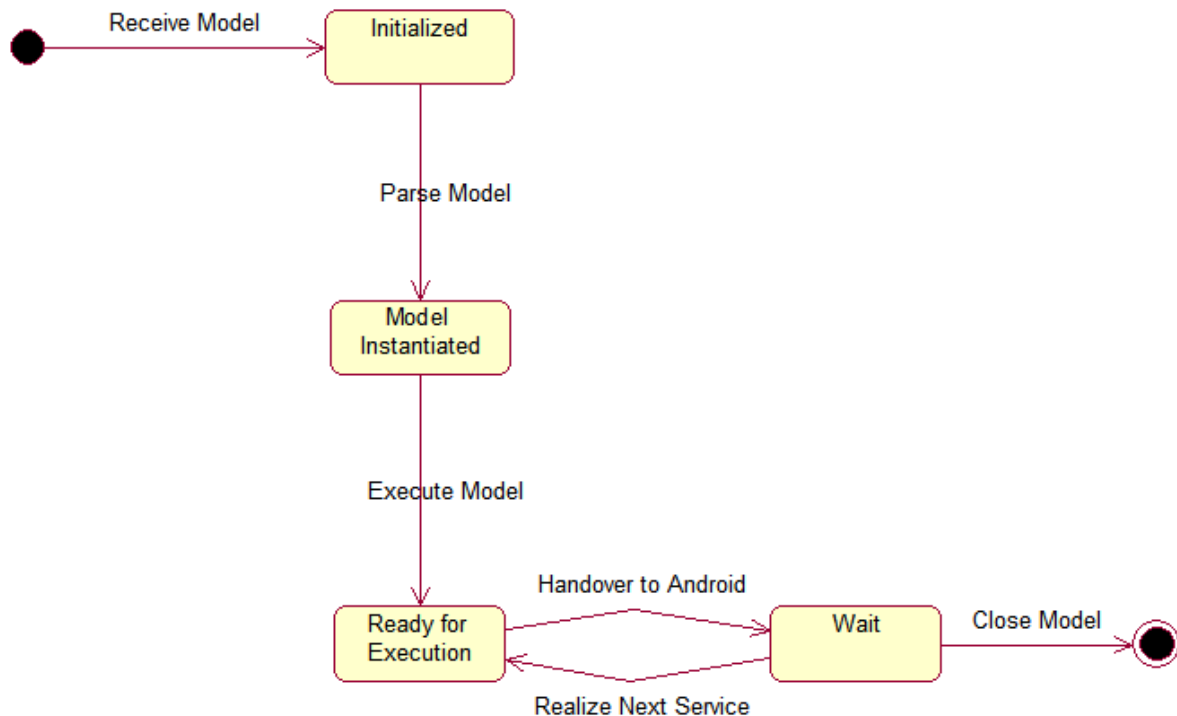 Receive Model
Initialized
Parse Model
Model
Instantiated
Execute Model
Handover to Android
Ready for
Execution
Wait
Close Model
Realize Next Service